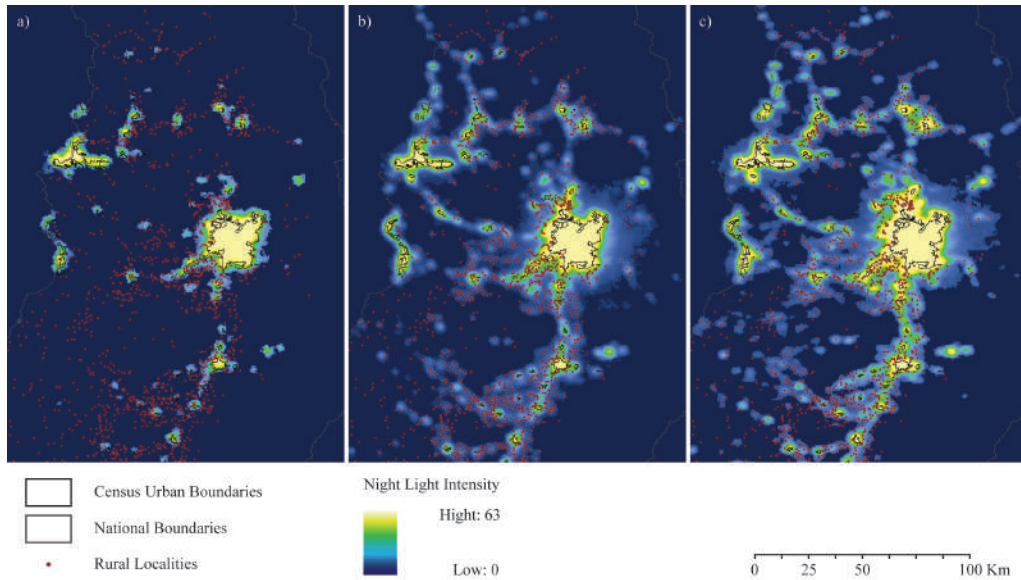 a)
b)
c)
Census Urban Boundaries
National Boundaries
Rural Localities
Night Light Intensity
Hight: 63
Low: 0
0 25 50 100 Km